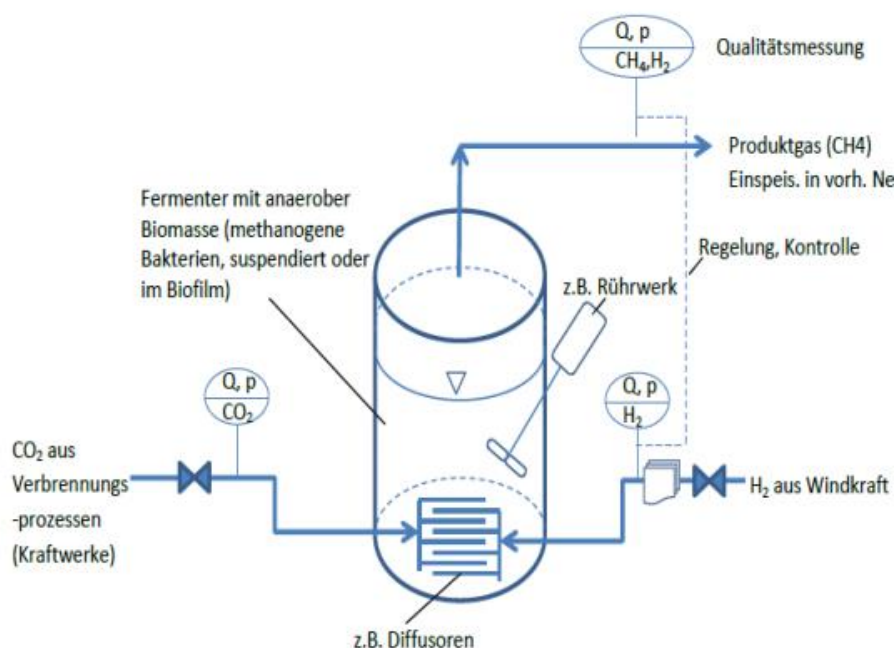 Q, p
CH₄,H₂
Qualitätsmessung
Produktgas (CH4)
Einspeis. in vorh. Ne
Fermenter mit anaerober
Biomasse (methanogene
Bakterien, suspendiert oder
im Biofilm)
Regelung, Kontrolle
z.B. Rührwerk
Q, p
CO₂
Q, p
H₂
CO₂ aus
Verbrennungs
-prozessen
(Kraftwerke)
H₂ aus Windkraft
z.B. Diffusoren